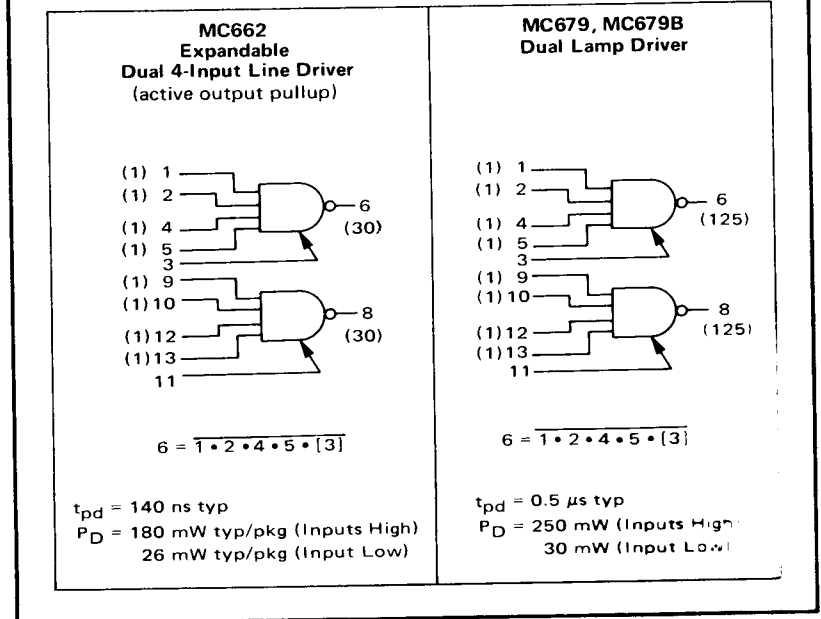 MC662
Expandable
Dual 4-Input Line Driver
(active output pullup)
(1) 1
(1) 2
(1) 4
(1) 5
3
6
(30)
(1) 9
(1) 10
(1) 12
(1) 13
11
8
(30)
6 = 1 • 2 • 4 • 5 • [3]
tpd = 140 ns typ
PD = 180 mW typ/pkg (Inputs High)
26 mW typ/pkg (Input Low)
MC679, MC679B
Dual Lamp Driver
(1) 1
(1) 2
(1) 4
(1) 5
3
6
(125)
(1) 9
(1) 10
(1) 12
(1) 13
11
8
(125)
6 = 1 • 2 • 4 • 5 • [3]
tpd = 0.5 μs typ
PD = 250 mW (Inputs High)
30 mW (Input Low)